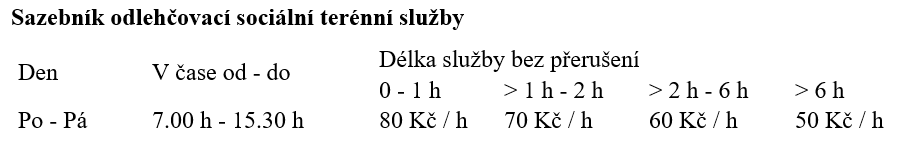 Sazebník odlehčovací sociální terénní služby
Den V čase od - do Délka služby bez přerušení
0 - 1 h > 1 h - 2 h > 2 h - 6 h > 6 h
Po - Pá 7.00 h - 15.30 h 80 Kč / h 70 Kč / h 60 Kč / h 50 Kč / h